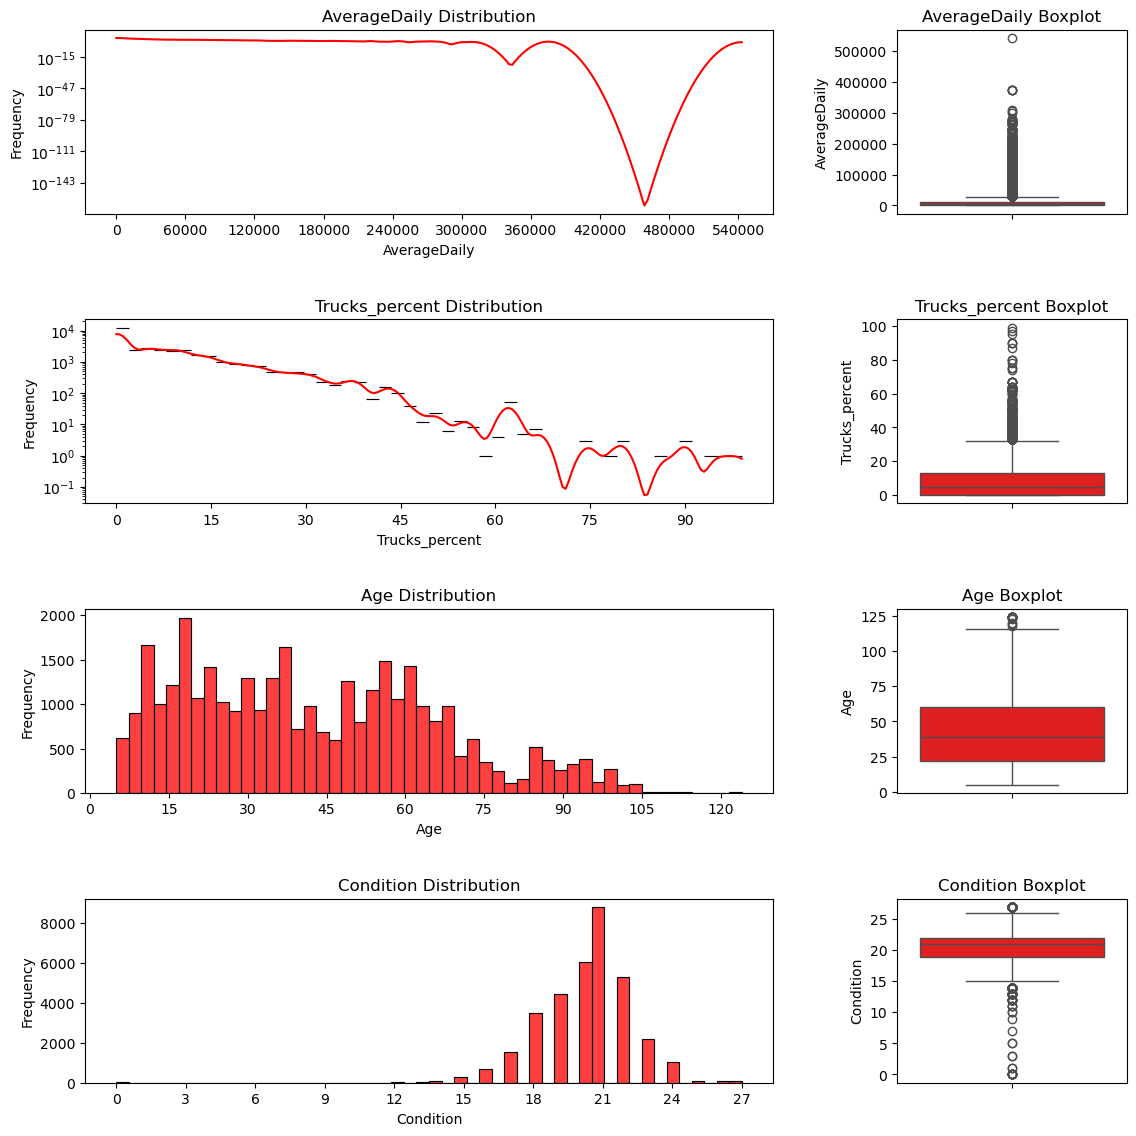 AverageDaily Distribution
Frequency
10^−15
10^−47
10^−79
10^−111
10^−143
0 60000 120000 180000 240000 300000 360000 420000 480000 540000
AverageDaily
AverageDaily Boxplot
AverageDaily
500000
400000
300000
200000
100000
0
Trucks_percent Distribution
Frequency
10^4
10^3
10^2
10^1
10^0
10^−1
0 15 30 45 60 75 90
Trucks_percent
Trucks_percent Boxplot
Trucks_percent
100
80
60
40
20
0
Age Distribution
Frequency
2000
1500
1000
500
0
0 15 30 45 60 75 90 105 120
Age
Age Boxplot
Age
125
100
75
50
25
0
Condition Distribution
Frequency
8000
6000
4000
2000
0
0 3 6 9 12 15 18 21 24 27
Condition
Condition Boxplot
Condition
25
20
15
10
5
0